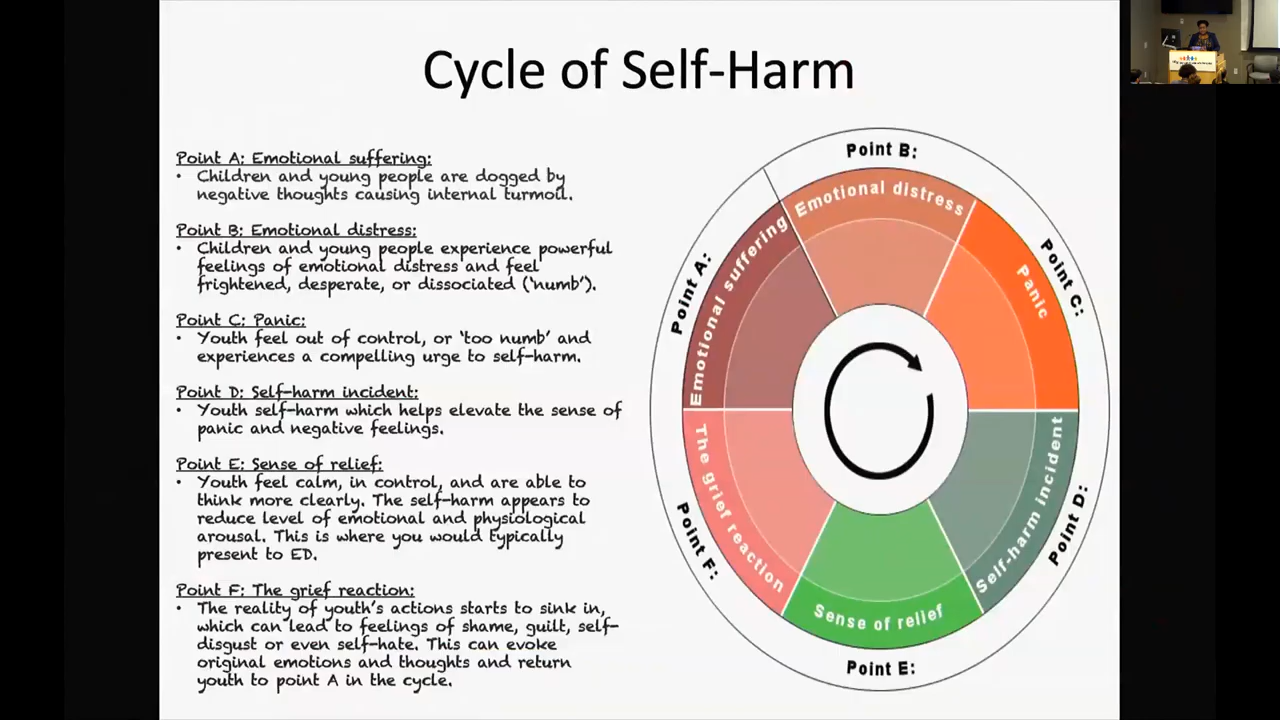 Cycle of Self-Harm
Point A: Emotional suffering:
• Children and young people are dogged by
negative thoughts causing internal turmoil.
Point B: Emotional distress:
• Children and young people experience powerful
feelings of emotional distress and feel
frightened, desperate, or dissociated (‘numb’).
Point C: Panic:
• Youth feel out of control, or ‘too numb’ and
experiences a compelling urge to self-harm.
Point D: Self-harm incident:
• Youth self-harm which helps elevate the sense of
panic and negative feelings.
Point E: Sense of relief:
• Youth feel calm, in control, and are able to
think more clearly. The self-harm appears to
reduce level of emotional and physiological
arousal. This is where you would typically
present to ED.
Point F: The grief reaction:
• The reality of youth’s actions starts to sink in,
which can lead to feelings of shame, guilt, self-
disgust or even self-hate. This can evoke
original emotions and thoughts and return
youth to point A in the cycle.
Point A:
Emotional suffering
Point B:
Emotional distress
Point C:
Panic
Point D:
Self-harm incident
Point E:
Sense of relief
Point F:
The grief reaction